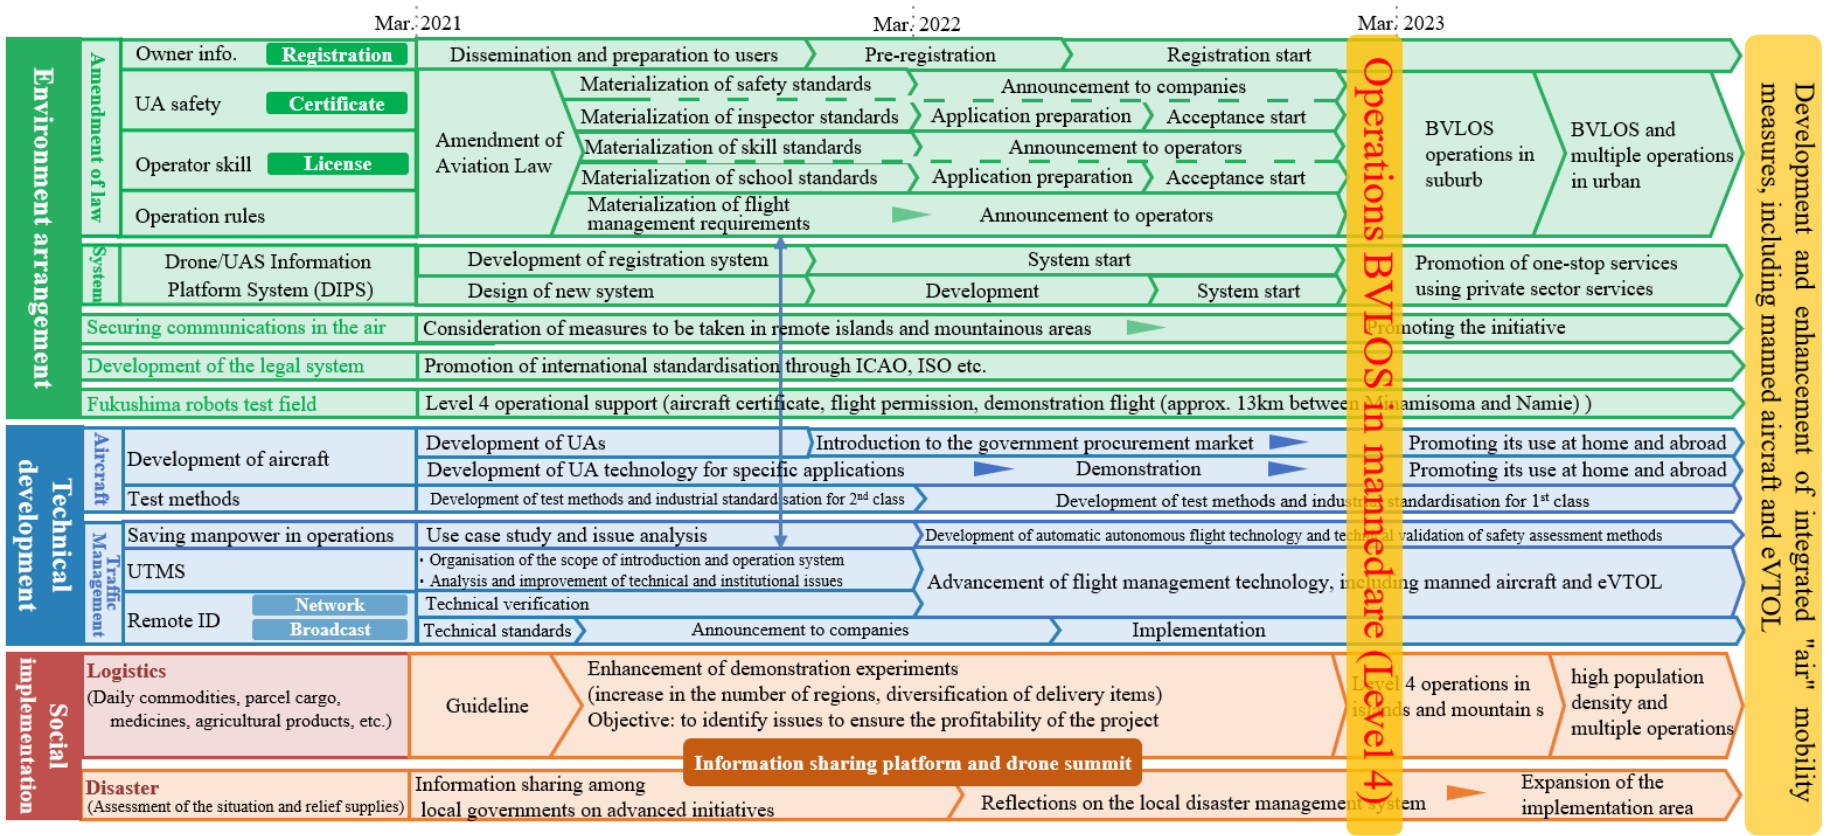 Mar. 2021
Mar. 2022
Mar. 2023
Environment arrangement
Amendment of law
Owner info.
Registration
Dissemination and preparation to users
Pre-registration
Registration start
UA safety
Certificate
Amendment of
Aviation Law
Materialization of safety standards
Announcement to companies
Materialization of inspector standards
Application preparation
Acceptance start
Operator skill
License
Materialization of skill standards
Announcement to operators
Materialization of school standards
Application preparation
Acceptance start
Operation rules
Materialization of flight
management requirements
Announcement to operators
BVLOS
operations in
suburb
BVLOS and
multiple operations
in urban
System
Drone/UAS Information
Platform System (DIPS)
Development of registration system
System start
Design of new system
Development
System start
Promotion of one-stop services
using private sector services
Securing communications in the air
Consideration of measures to be taken in remote islands and mountainous areas
Promoting the initiative
Development of the legal system
Promotion of international standardisation through ICAO, ISO etc.
Fukushima robots test field
Level 4 operational support (aircraft certificate, flight permission, demonstration flight (approx. 13km between Minamisoma and Namie) )
Technical
development
Aircraft
Development of aircraft
Development of UAs
Introduction to the government procurement market
Promoting its use at home and abroad
Development of UA technology for specific applications
Demonstration
Promoting its use at home and abroad
Test methods
Development of test methods and industrial standardisation for 2nd class
Development of test methods and industrial standardisation for 1st class
Traffic
Management
Saving manpower in operations
Use case study and issue analysis
Development of automatic autonomous flight technology and technical validation of safety assessment methods
UTMS
・Organisation of the scope of introduction and operation system
・Analysis and improvement of technical and institutional issues
Advancement of flight management technology, including manned aircraft and eVTOL
Remote ID
Network
Technical verification
Broadcast
Technical standards
Announcement to companies
Implementation
Social
implementation
Logistics
(Daily commodities, parcel cargo,
medicines, agricultural products, etc.)
Guideline
Enhancement of demonstration experiments
(increase in the number of regions, diversification of delivery items)
Objective: to identify issues to ensure the profitability of the project
Level 4 operations in
islands and mountain s
high population
density and
multiple operations
Information sharing platform and drone summit
Disaster
(Assessment of the situation and relief supplies)
Information sharing among
local governments on advanced initiatives
Reflections on the local disaster management system
Expansion of the
implementation area
Operations BVLOS in manned are (Level 4)
Development and enhancement of integrated "air" mobility
measures, including manned aircraft and eVTOL